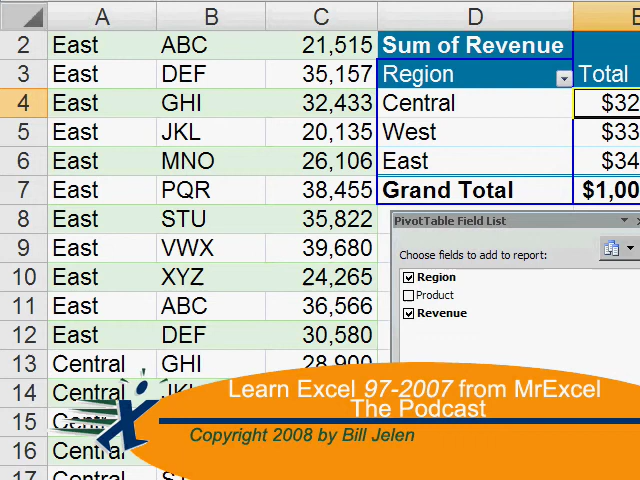 A B C D E
2 East ABC 21,515 Sum of Revenue
3 East DEF 35,157 Region Total
4 East GHI 32,433 Central $32
5 East JKL 20,135 West $33
6 East MNO 26,106 East $34
7 East PQR 38,455 Grand Total $1,00
8 East STU 35,822
PivotTable Field List
9 East VWX 39,680
Choose fields to add to report:
10 East XYZ 24,265
Region
Product
11 East ABC 36,566
Revenue
12 East DEF 30,580
13 Central GHI 28,900
14 Central
15 Central
16 Central
17
Learn Excel 97-2007 from MrExcel
The Podcast
Copyright 2008 by Bill Jelen